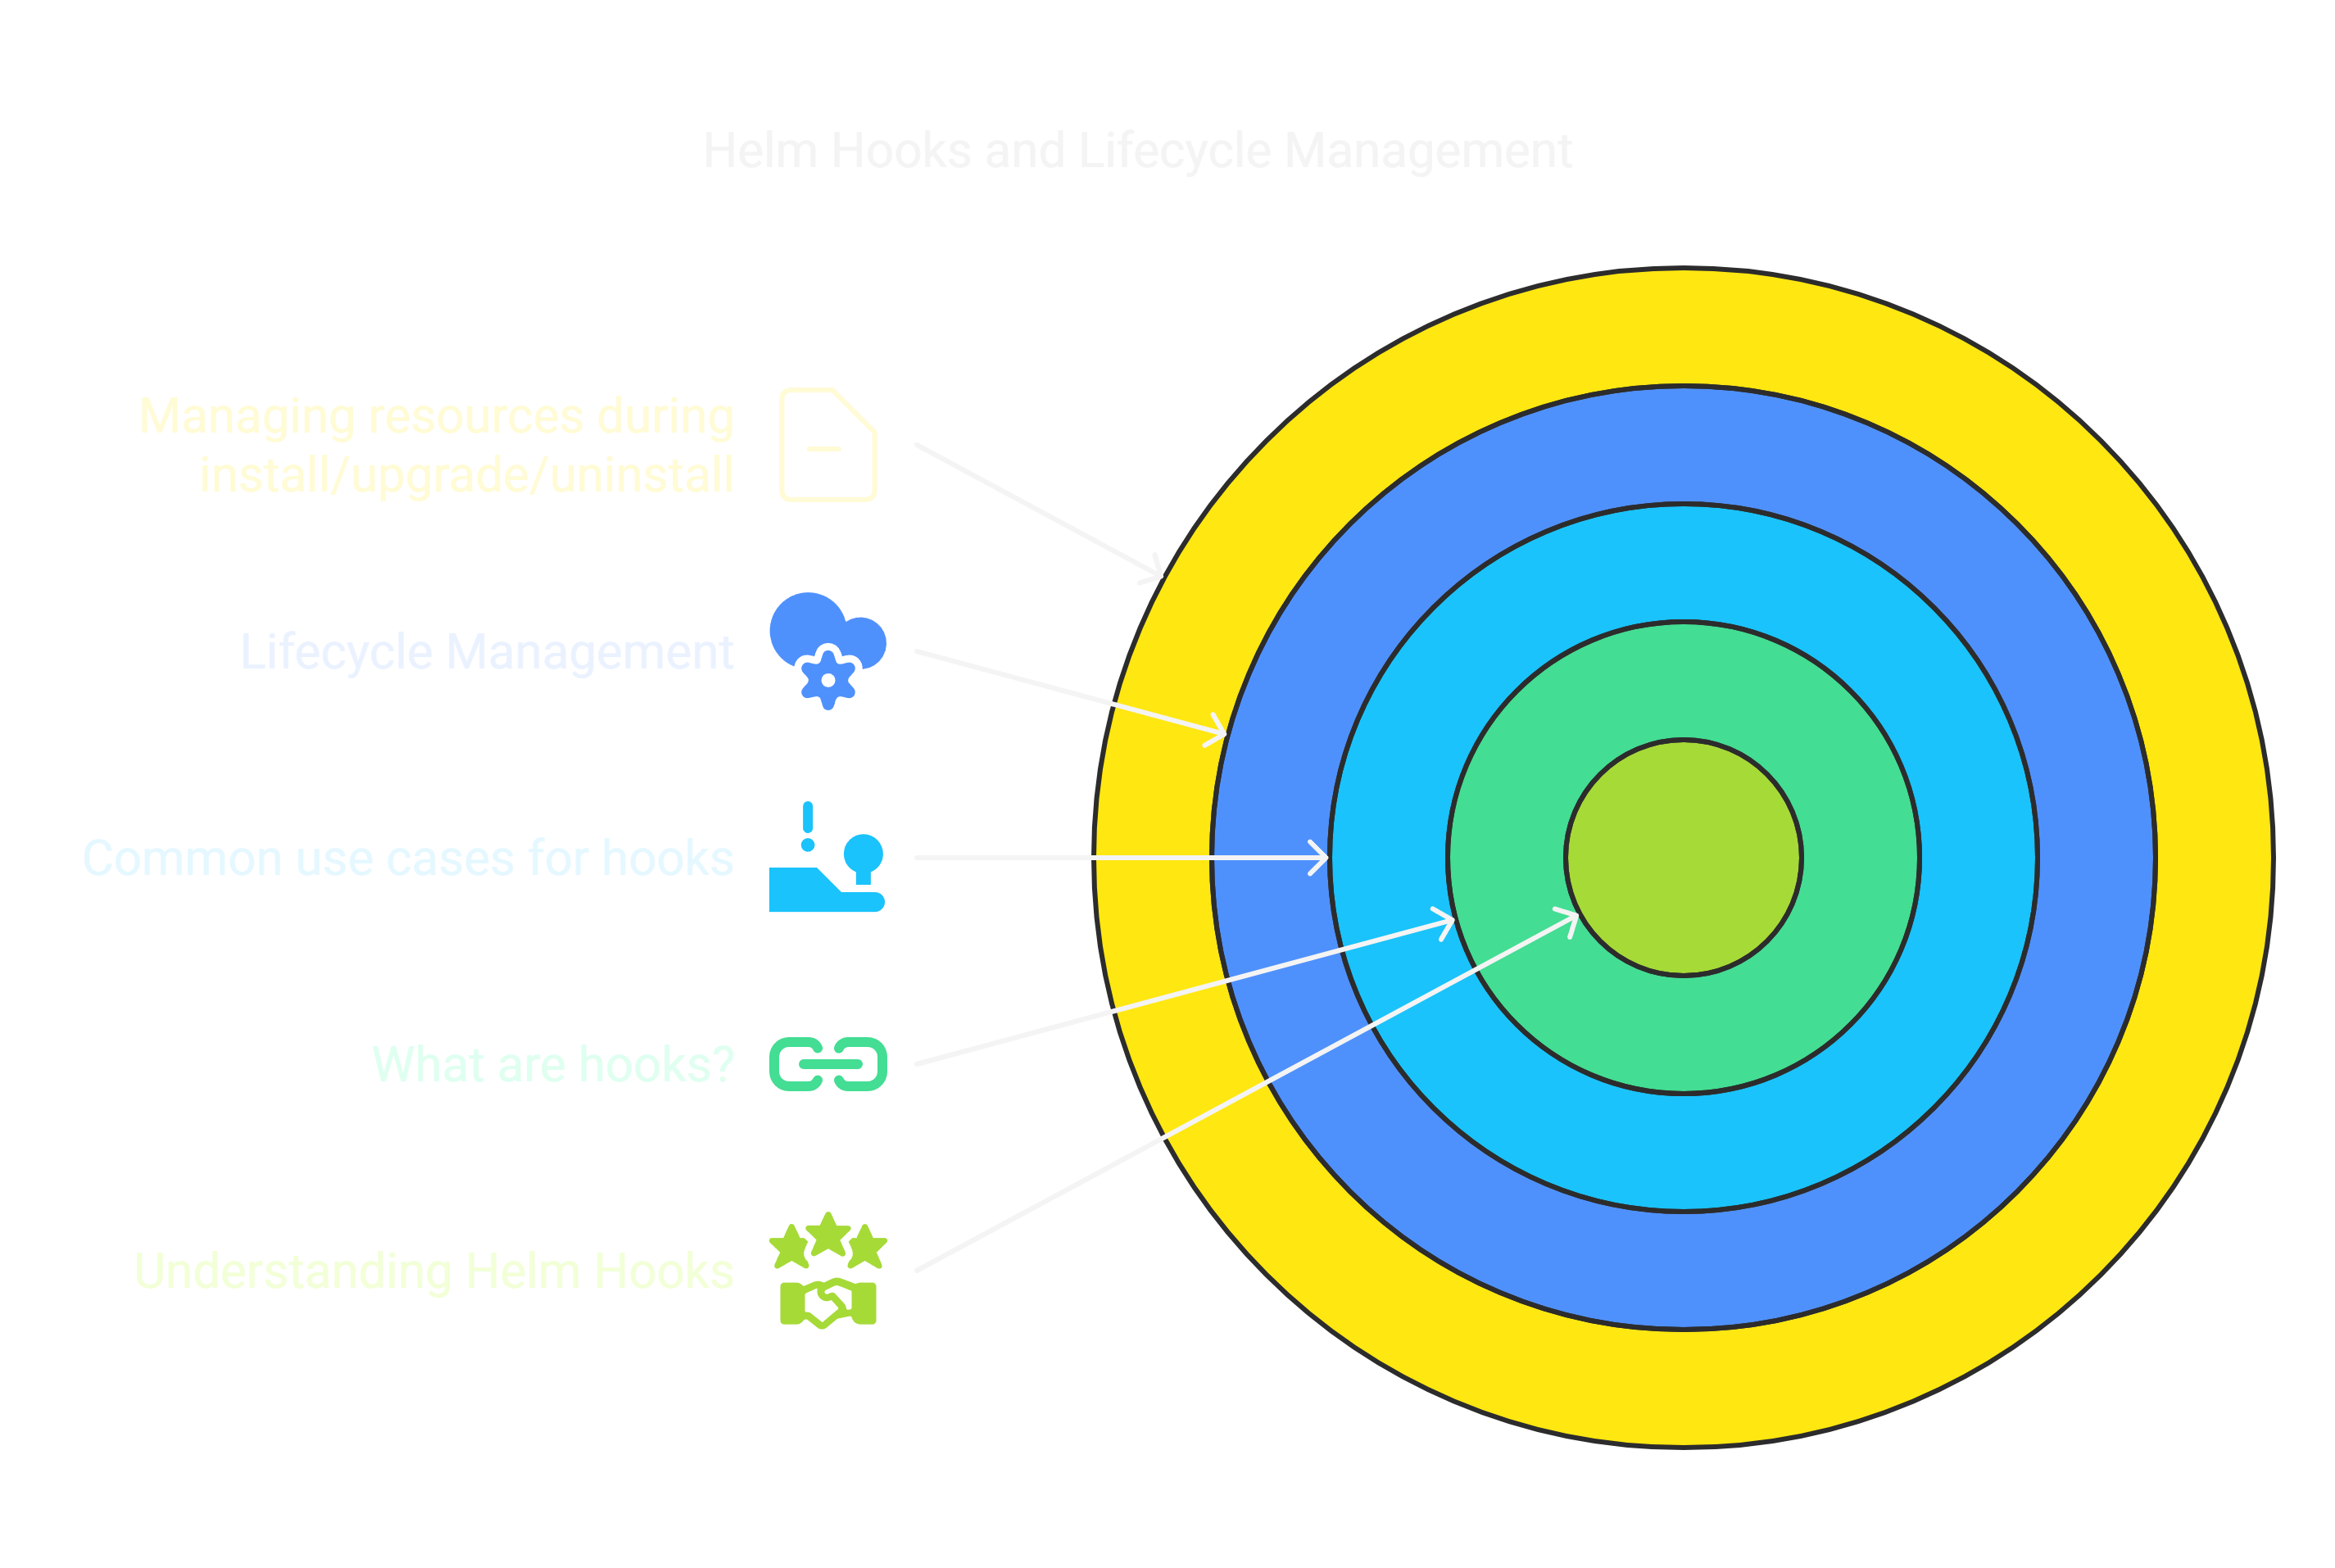 Helm Hooks and Lifecycle Management
Managing resources during
install/upgrade/uninstall
Lifecycle Management
Common use cases for hooks
What are hooks?
Understanding Helm Hooks